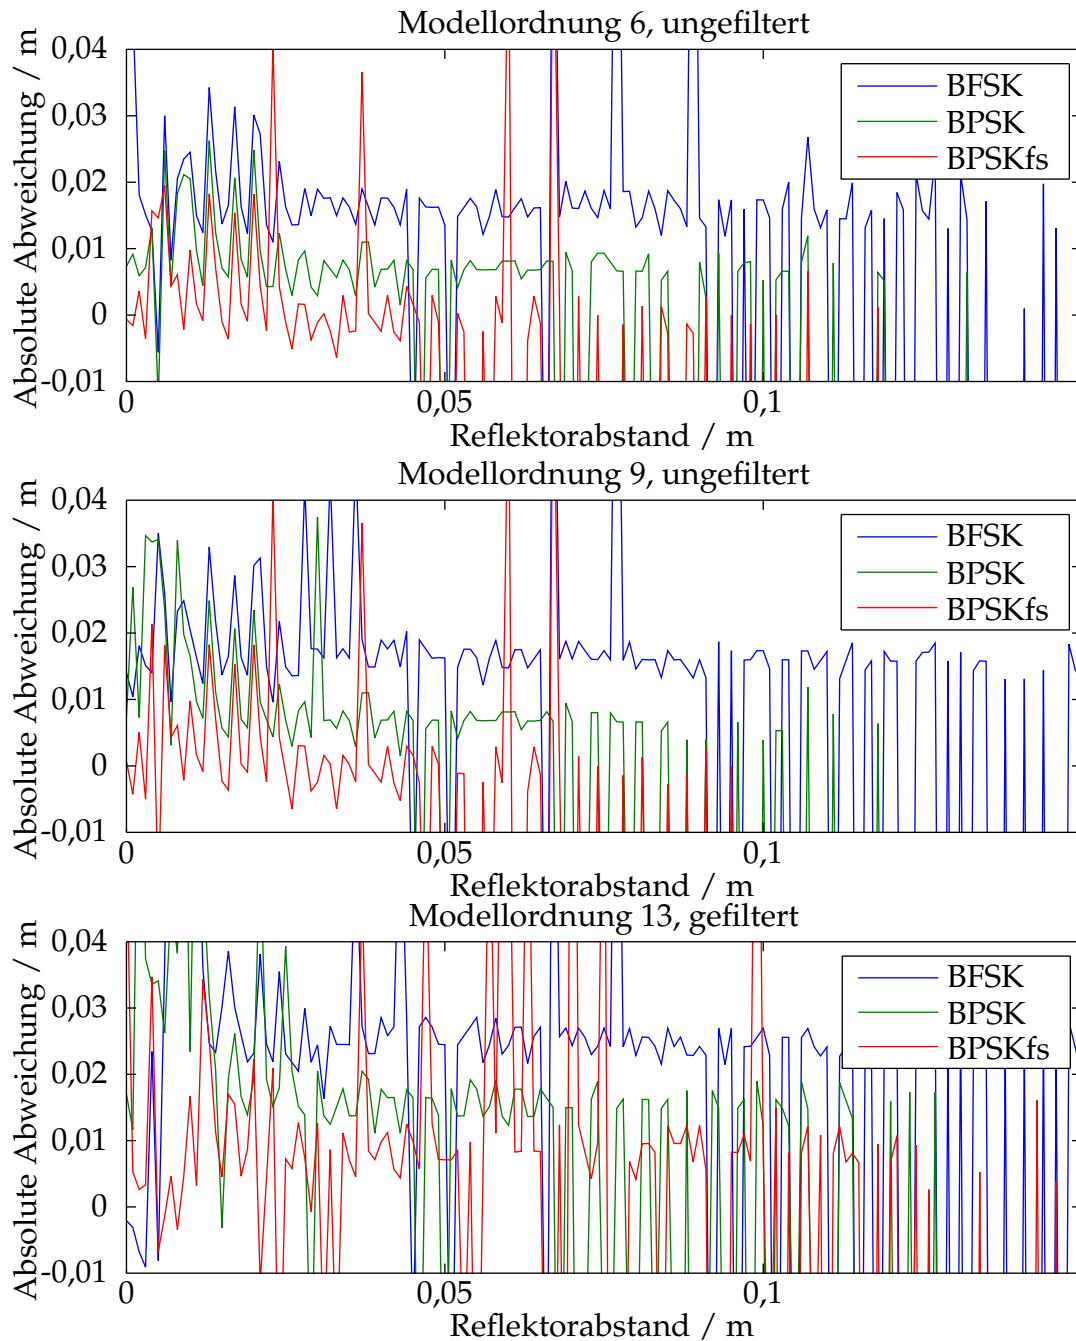 Modellordnung 6, ungefiltert
Absolute Abweichung / m
0,04
0,03
0,02
0,01
0
-0,01
BFSK
BPSK
BPSKfs
0
0,05
0,1
Reflektorabstand / m
Modellordnung 9, ungefiltert
Absolute Abweichung / m
0,04
0,03
0,02
0,01
0
-0,01
BFSK
BPSK
BPSKfs
0
0,05
0,1
Reflektorabstand / m
Modellordnung 13, gefiltert
Absolute Abweichung / m
0,04
0,03
0,02
0,01
0
-0,01
BFSK
BPSK
BPSKfs
0
0,05
0,1
Reflektorabstand / m